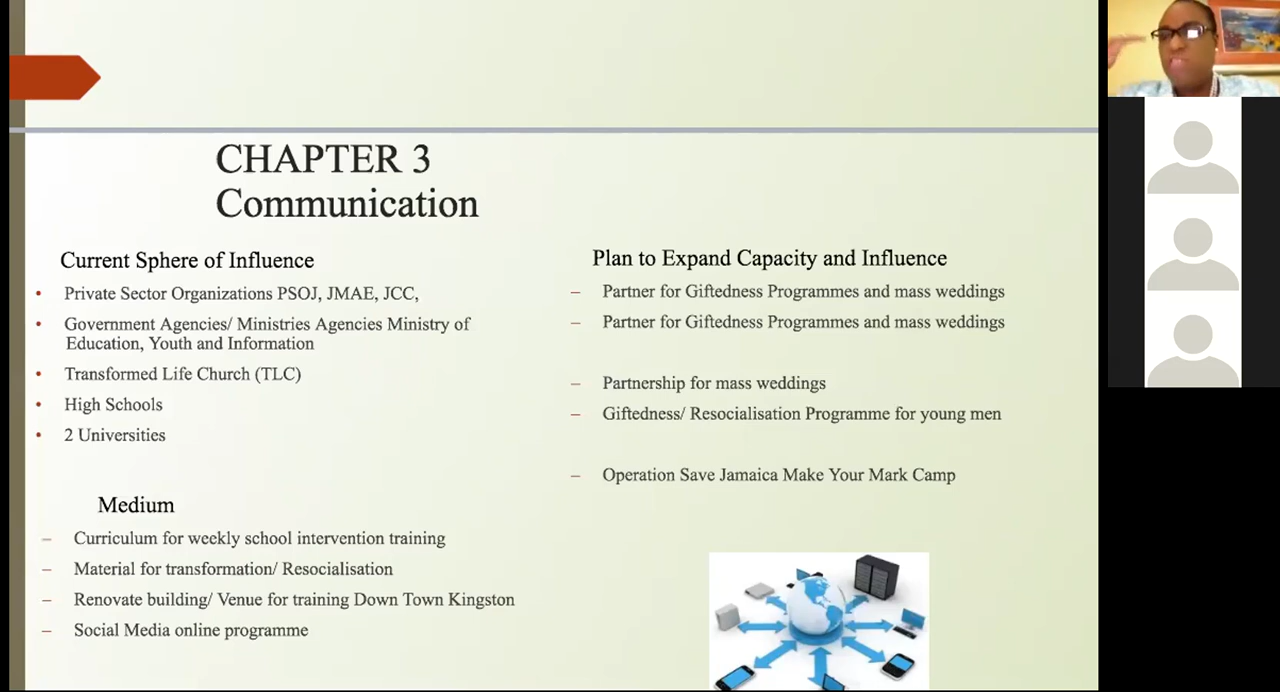 CHAPTER 3
Communication
Current Sphere of Influence
• Private Sector Organizations PSOJ, JMAE, JCC,
• Government Agencies/ Ministries Agencies Ministry of
Education, Youth and Information
• Transformed Life Church (TLC)
• High Schools
• 2 Universities
Medium
– Curriculum for weekly school intervention training
– Material for transformation/ Resocialisation
– Renovate building/ Venue for training Down Town Kingston
– Social Media online programme
Plan to Expand Capacity and Influence
– Partner for Giftedness Programmes and mass weddings
– Partner for Giftedness Programmes and mass weddings
– Partnership for mass weddings
– Giftedness/ Resocialisation Programme for young men
– Operation Save Jamaica Make Your Mark Camp